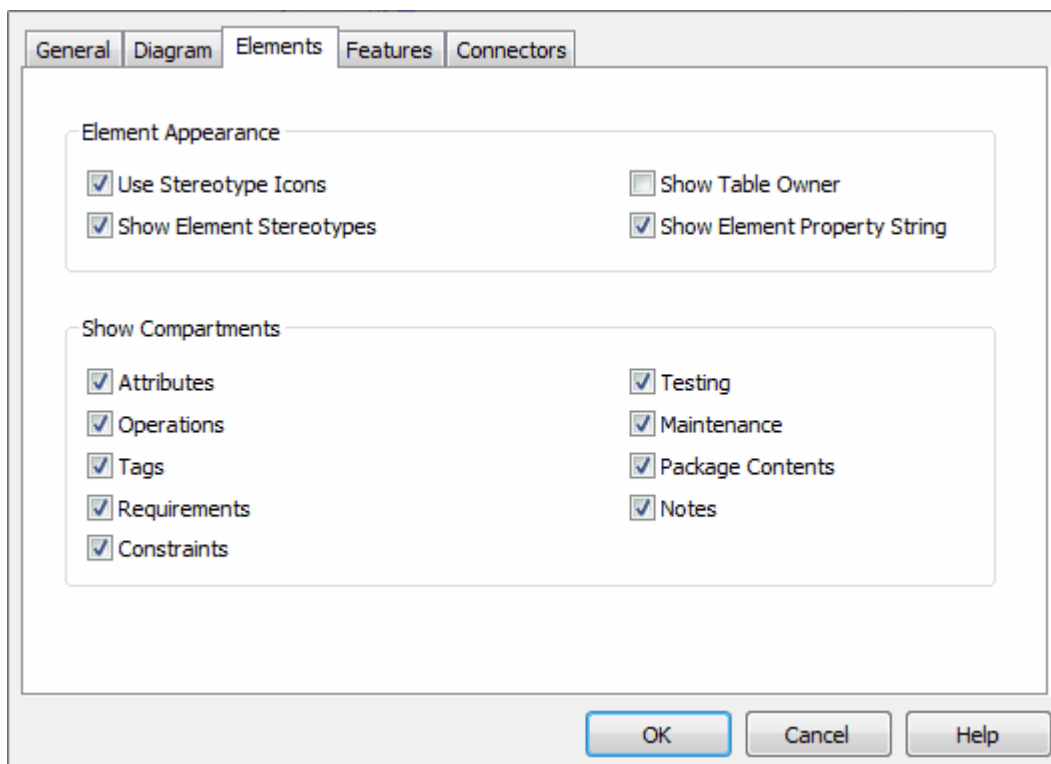 General Diagram Elements Features Connectors
Element Appearance
Use Stereotype Icons
Show Table Owner
Show Element Stereotypes
Show Element Property String
Show Compartments
Attributes
Testing
Operations
Maintenance
Tags
Package Contents
Requirements
Notes
Constraints
OK Cancel Help